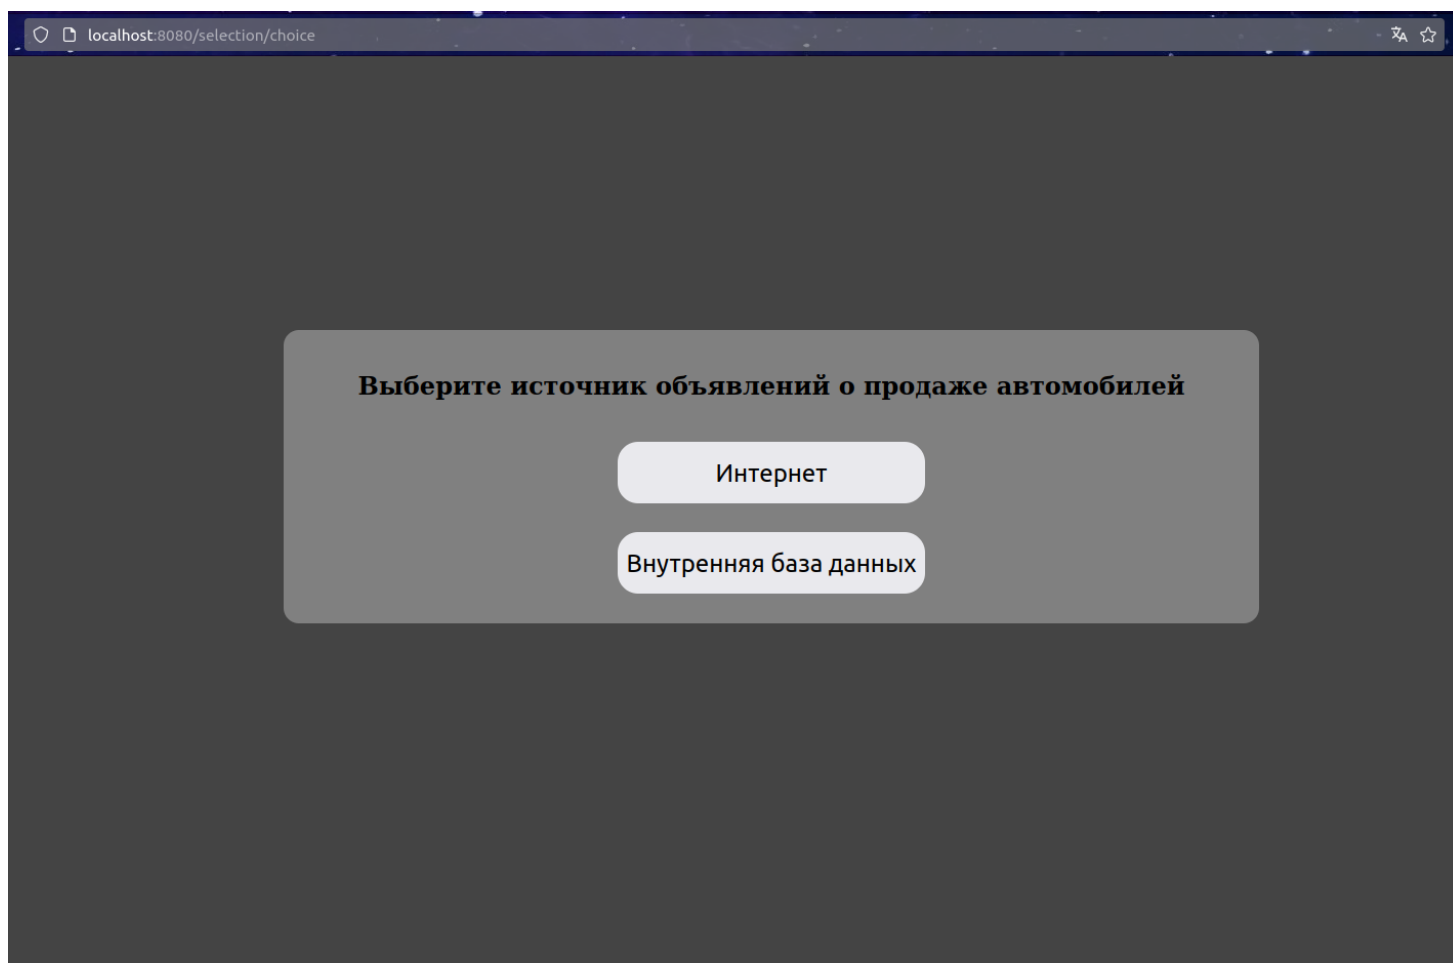 localhost:8080/selection/choice
Выберите источник объявлений о продаже автомобилей
Интернет
Внутренняя база данных